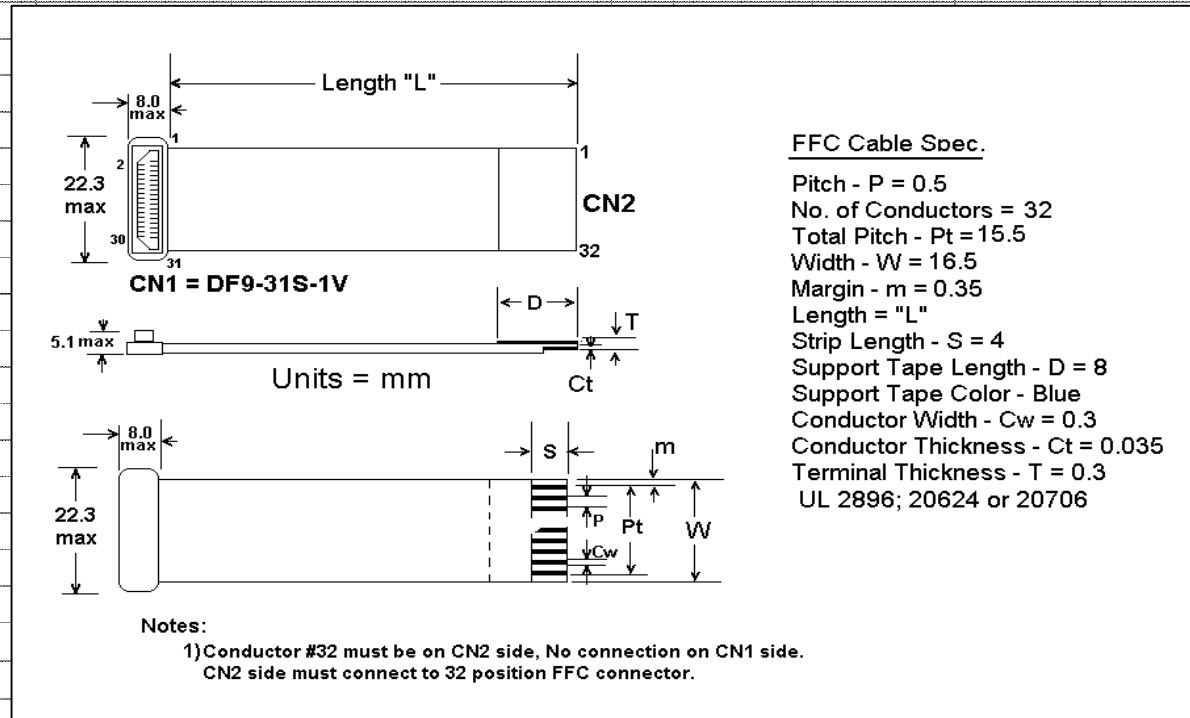 Length "L"
8.0
max
1
2
22.3
max
30
31
1
CN2
32
CN1 = DF9-31S-1V
D
T
5.1 max
Units = mm
Ct
8.0
max
S
m
22.3
max
P
Pt
W
Cw
FFC Cable Spec.
Pitch - P = 0.5
No. of Conductors = 32
Total Pitch - Pt = 15.5
Width - W = 16.5
Margin - m = 0.35
Length = "L"
Strip Length - S = 4
Support Tape Length - D = 8
Support Tape Color - Blue
Conductor Width - Cw = 0.3
Conductor Thickness - Ct = 0.035
Terminal Thickness - T = 0.3
UL 2896; 20624 or 20706
Notes:
1)Conductor #32 must be on CN2 side, No connection on CN1 side.
CN2 side must connect to 32 position FFC connector.